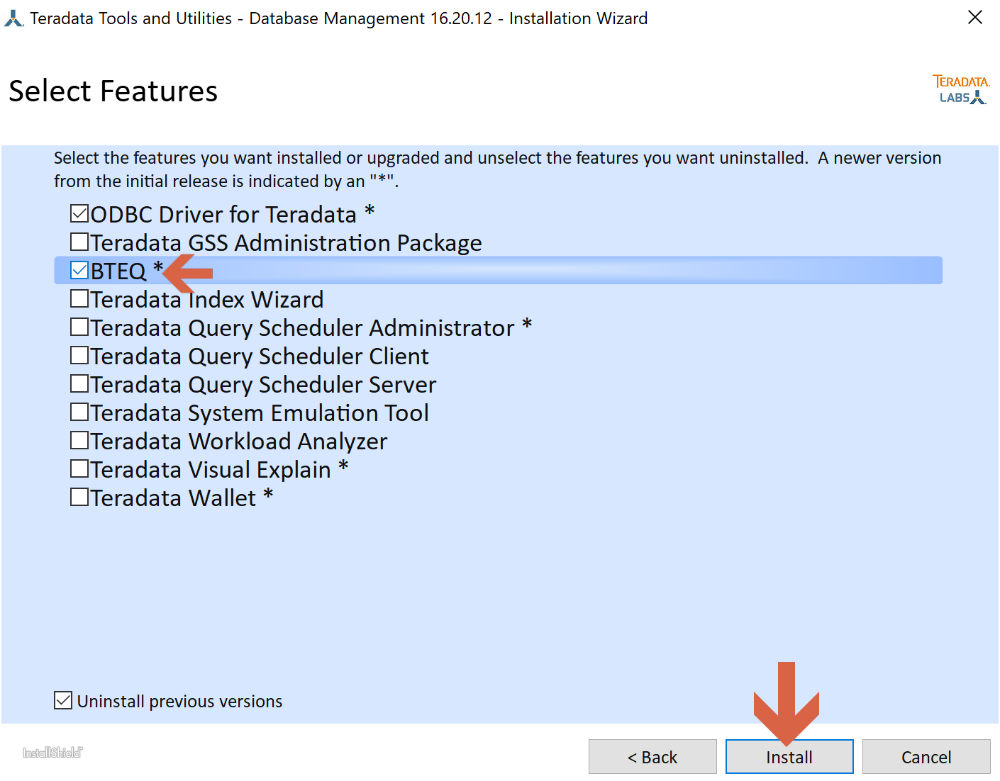 Teradata Tools and Utilities - Database Management 16.20.12 - Installation Wizard
Select Features
TERADATA.
LABS
Select the features you want installed or upgraded and unselect the features you want uninstalled.  A newer version
from the initial release is indicated by an "*".
ODBC Driver for Teradata *
Teradata GSS Administration Package
BTEQ *
Teradata Index Wizard
Teradata Query Scheduler Administrator *
Teradata Query Scheduler Client
Teradata Query Scheduler Server
Teradata System Emulation Tool
Teradata Workload Analyzer
Teradata Visual Explain *
Teradata Wallet *
Uninstall previous versions
InstallShield
< Back
Install
Cancel